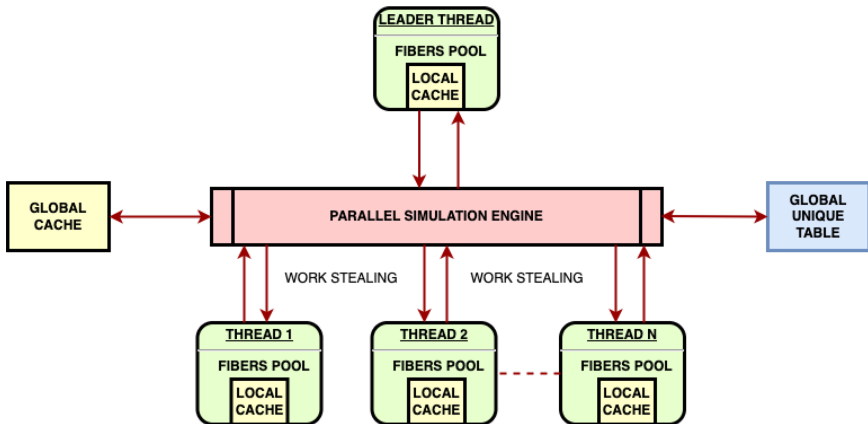 LEADER THREAD
FIBERS POOL
LOCAL
CACHE
GLOBAL
CACHE
PARALLEL SIMULATION ENGINE
GLOBAL
UNIQUE
TABLE
WORK STEALING
WORK STEALING
THREAD 1
FIBERS POOL
LOCAL
CACHE
THREAD 2
FIBERS POOL
LOCAL
CACHE
THREAD N
FIBERS POOL
LOCAL
CACHE